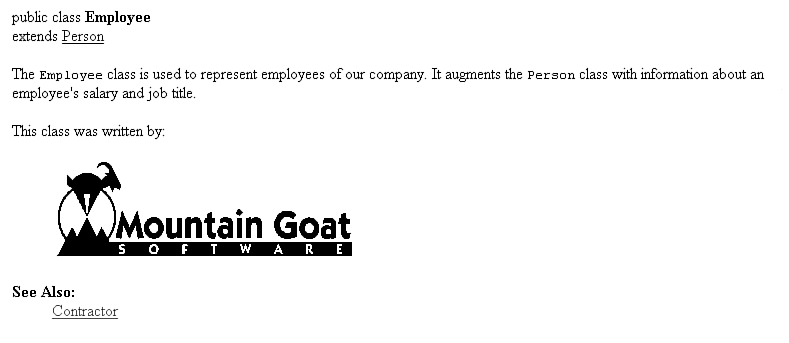 public class Employee
extends Person
The Employee class is used to represent employees of our company. It augments the Person class with information about an
employee's salary and job title.
This class was written by:
Mountain Goat
SOFTWARE
See Also:
Contractor